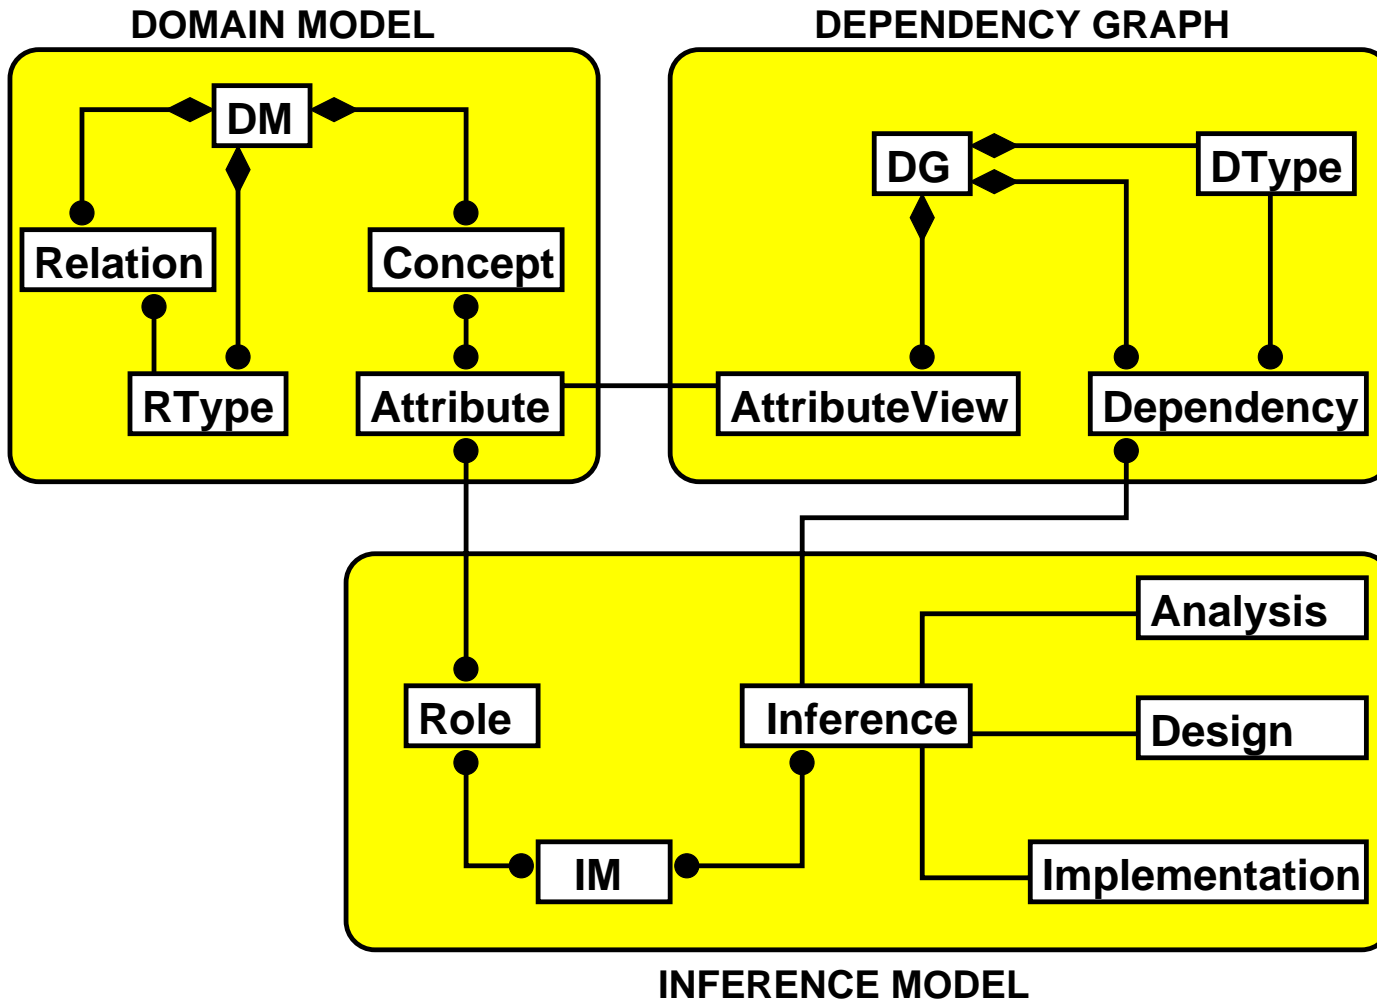 DOMAIN MODEL
DEPENDENCY GRAPH
DM
DG
DType
Relation
Concept
RType
Attribute
AttributeView
Dependency
Analysis
Role
Inference
Design
IM
Implementation
INFERENCE MODEL